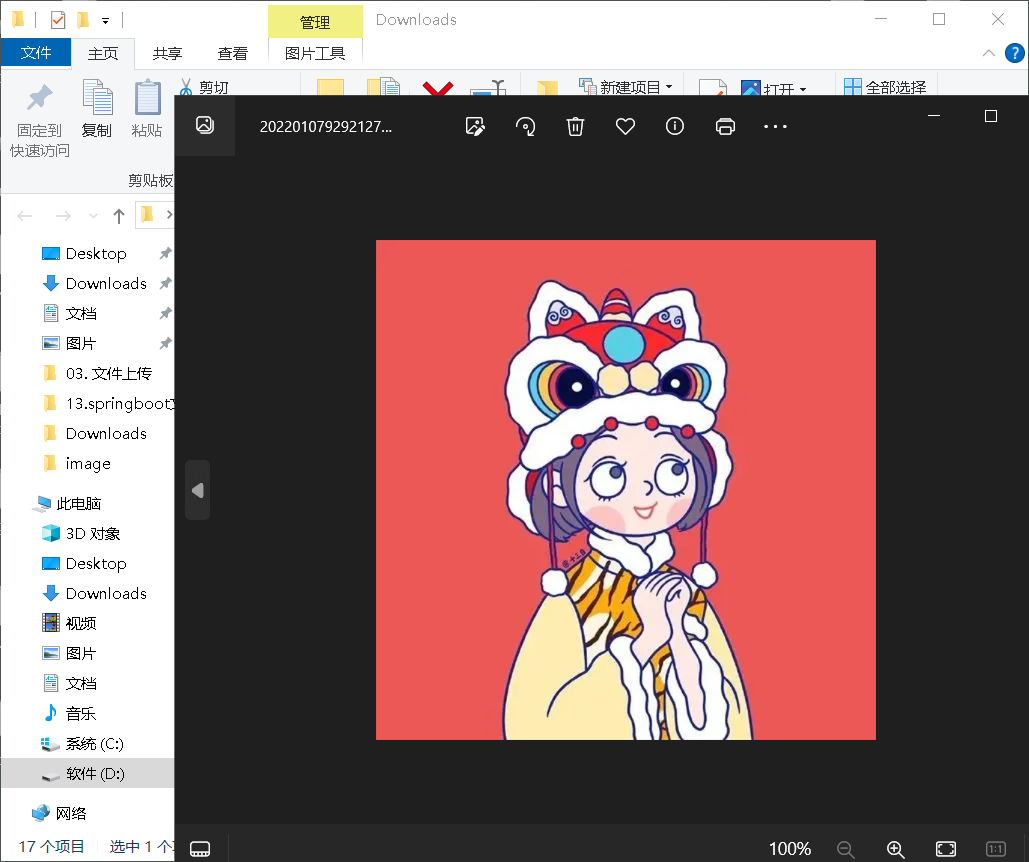 管理
Downloads
文件
主页
共享
查看
图片工具
剪切
新建项目
打开
全部选择
固定到
快速访问
复制
粘贴
剪贴板
202201079292127...
Desktop
Downloads
文档
图片
03. 文件上传
13.springboot
Downloads
image
此电脑
3D 对象
Desktop
Downloads
视频
图片
文档
音乐
系统 (C:)
软件 (D:)
网络
17 个项目
选中 1 个
100%
1:1